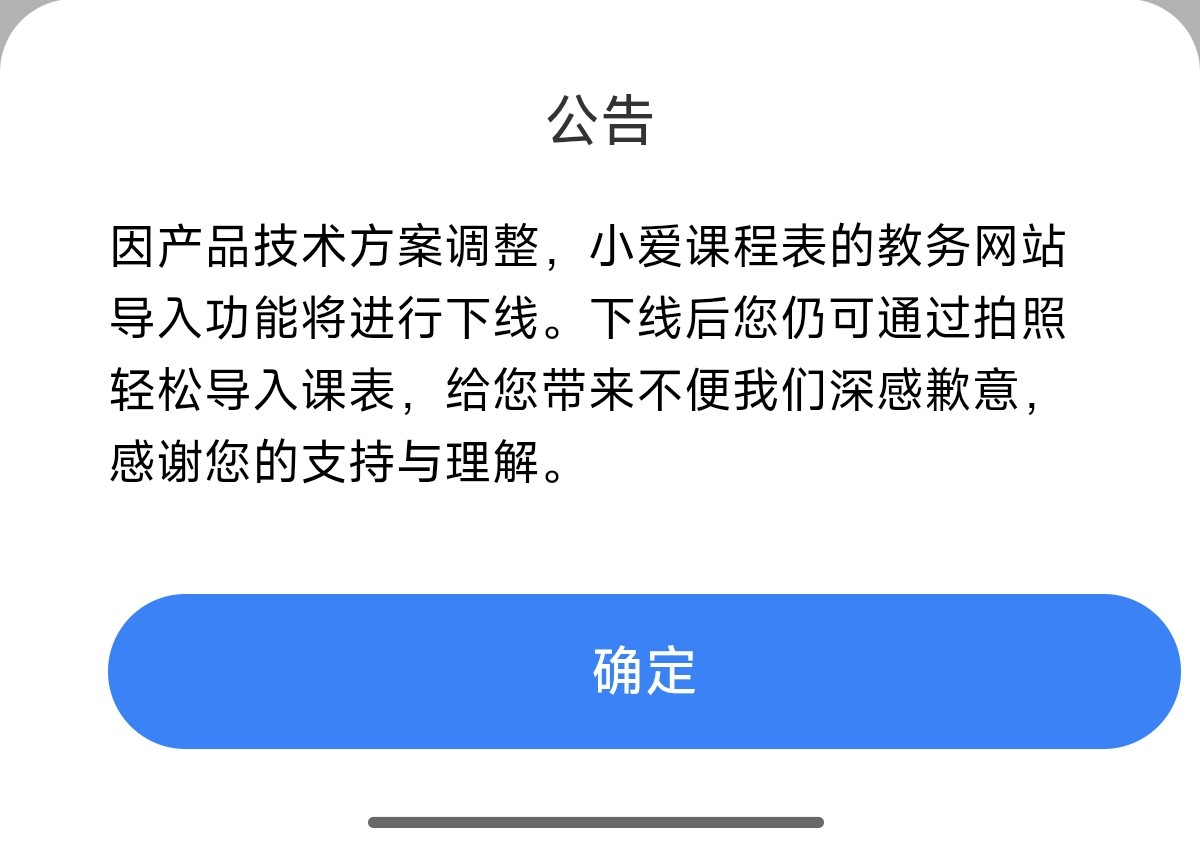 公告
因产品技术方案调整，小爱课程表的教务网站
导入功能将进行下线。下线后您仍可通过拍照
轻松导入课表，给您带来不便我们深感歉意，
感谢您的支持与理解。
确定